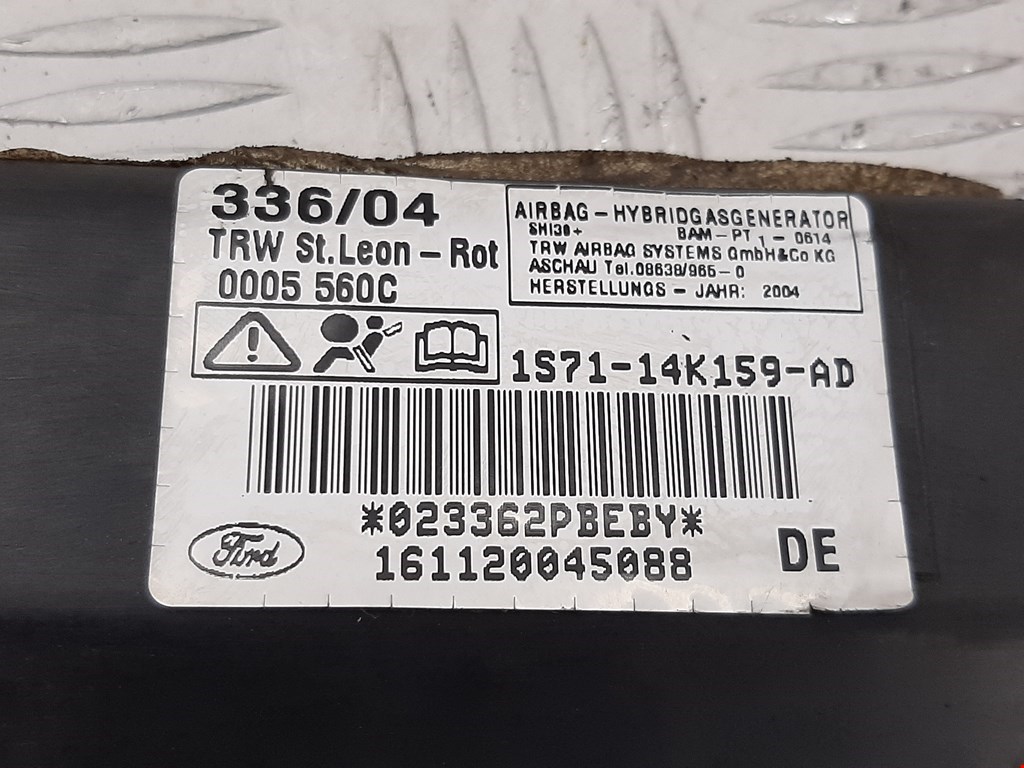 336/04
TRW St.Leon-Rot
0005 560C
AIRBAG-HYBRIDGASGENERATOR
SHI30+ BAM-PT 1-0614
TRW AIRBAG SYSTEMS GmbH&Co KG
ASCHAU Tel.08638/965-0
HERSTELLUNGS-JAHR: 2004
1S71-14K159-AD
*023362PBEBY*
161120045088
Ford
DE